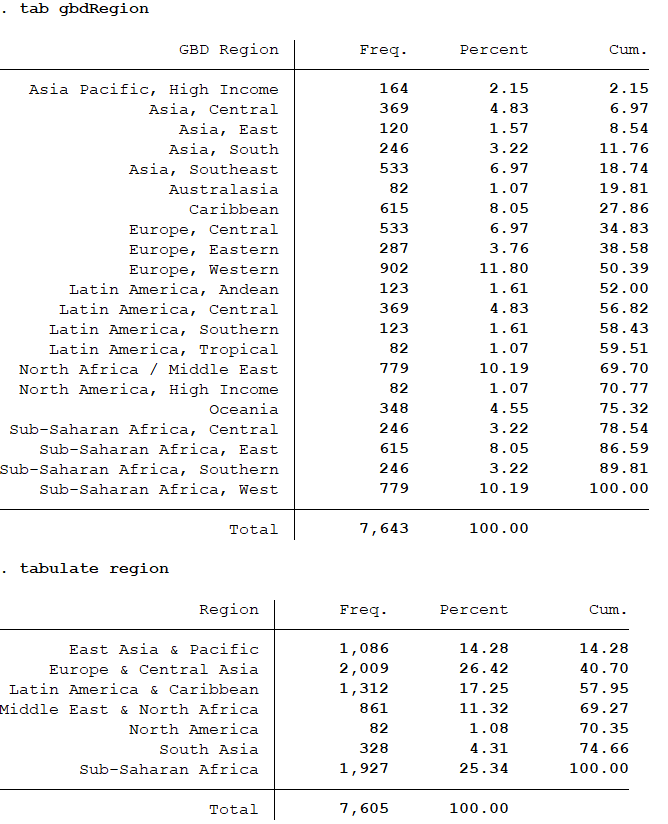 . tab gbdRegion
GBD Region Freq. Percent Cum.
Asia Pacific, High Income 164 2.15 2.15
Asia, Central 369 4.83 6.97
Asia, East 120 1.57 8.54
Asia, South 246 3.22 11.76
Asia, Southeast 533 6.97 18.74
Australasia 82 1.07 19.81
Caribbean 615 8.05 27.86
Europe, Central 533 6.97 34.83
Europe, Eastern 287 3.76 38.58
Europe, Western 902 11.80 50.39
Latin America, Andean 123 1.61 52.00
Latin America, Central 369 4.83 56.82
Latin America, Southern 123 1.61 58.43
Latin America, Tropical 82 1.07 59.51
North Africa / Middle East 779 10.19 69.70
North America, High Income 82 1.07 70.77
Oceania 348 4.55 75.32
Sub-Saharan Africa, Central 246 3.22 78.54
Sub-Saharan Africa, East 615 8.05 86.59
Sub-Saharan Africa, Southern 246 3.22 89.81
Sub-Saharan Africa, West 779 10.19 100.00
Total 7,643 100.00
. tabulate region
Region Freq. Percent Cum.
East Asia & Pacific 1,086 14.28 14.28
Europe & Central Asia 2,009 26.42 40.70
Latin America & Caribbean 1,312 17.25 57.95
Middle East & North Africa 861 11.32 69.27
North America 82 1.08 70.35
South Asia 328 4.31 74.66
Sub-Saharan Africa 1,927 25.34 100.00
Total 7,605 100.00